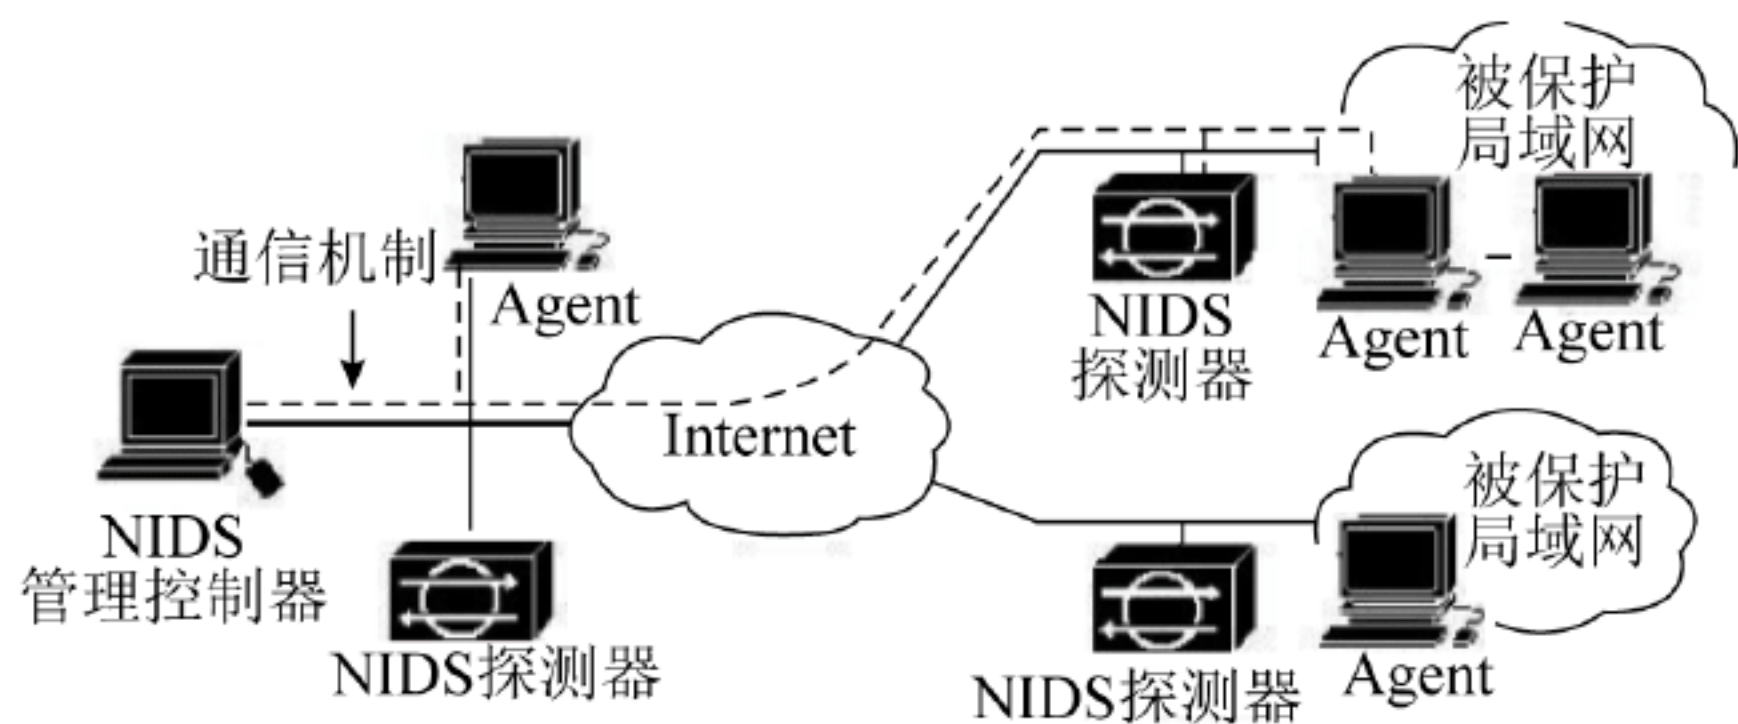 被保护
局域网
通信机制
Agent
NIDS
探测器
Agent
Agent
Internet
NIDS
管理控制器
NIDS探测器
被保护
局域网
NIDS探测器
Agent